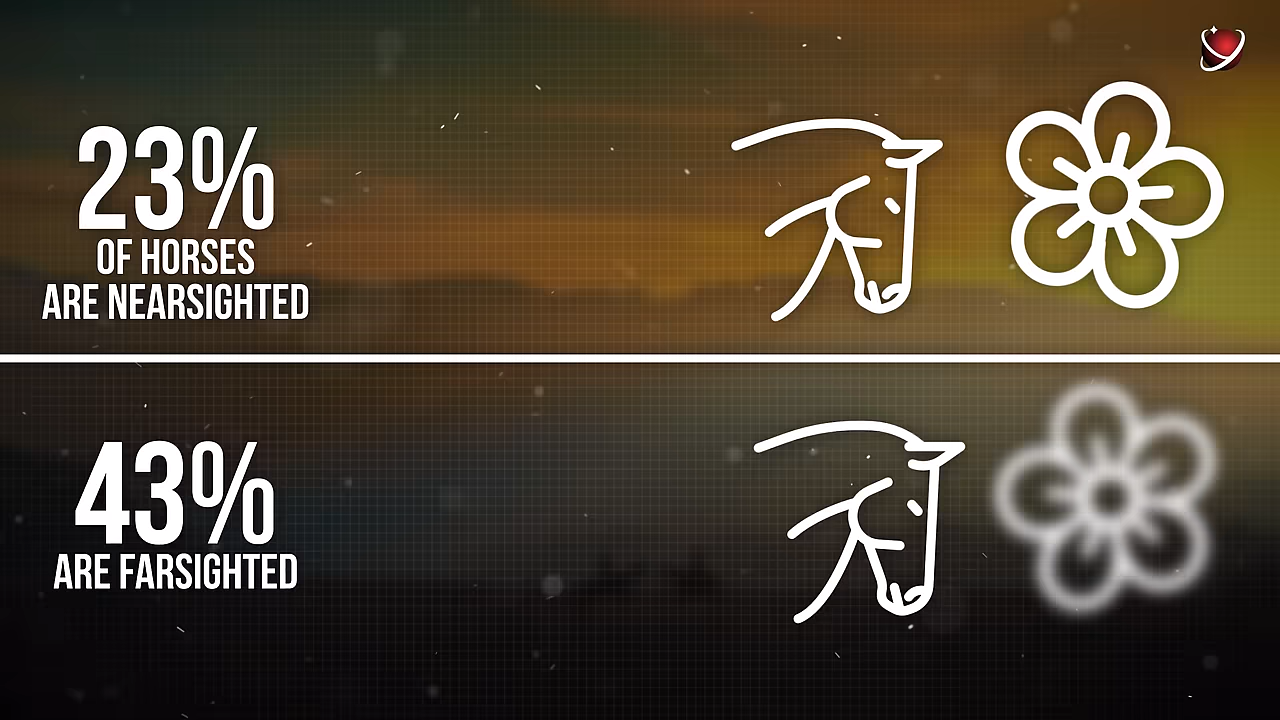 23%
OF HORSES
ARE NEARSIGHTED
43%
ARE FARSIGHTED